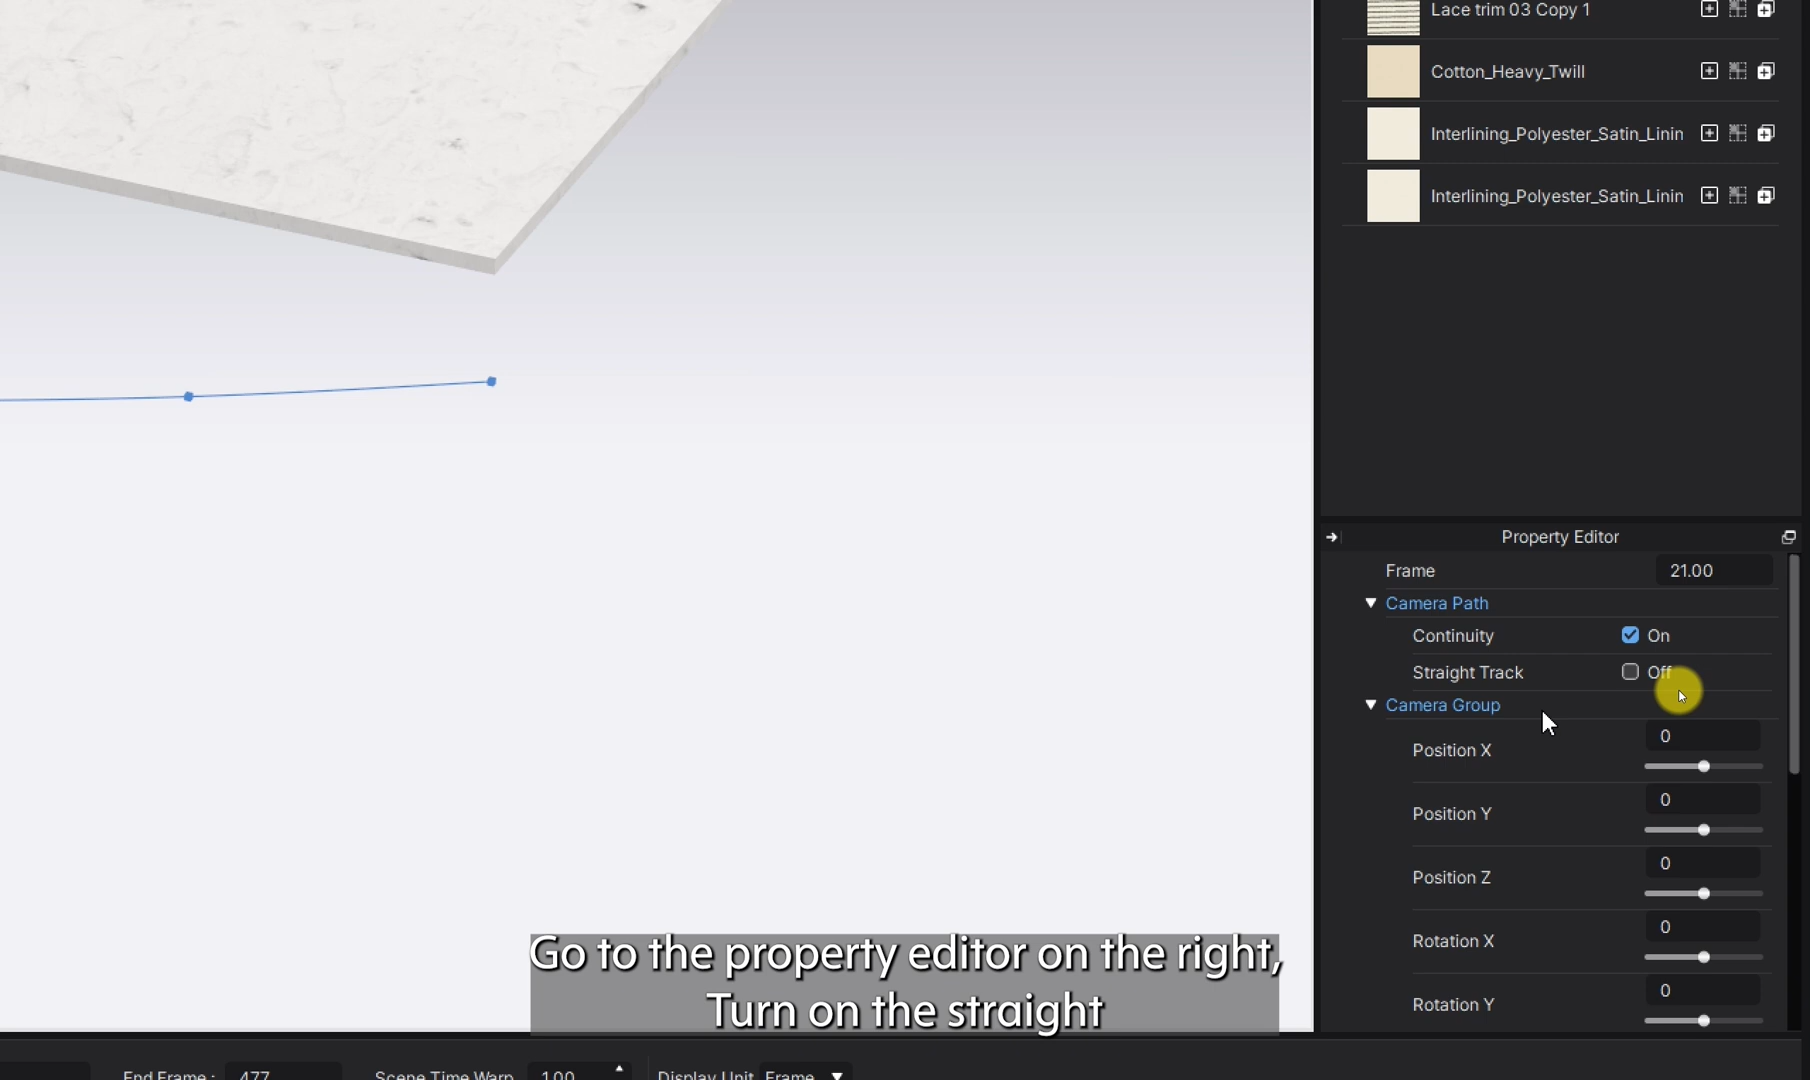 Lace trim 03 Copy 1
Cotton_Heavy_Twill
Interlining_Polyester_Satin_Linin
Interlining_Polyester_Satin_Linin
Property Editor
Frame 21.00
Camera Path
Continuity On
Straight Track Off
Camera Group
Position X 0
Position Y 0
Position Z 0
Rotation X 0
Rotation Y 0
Go to the property editor on the right,
Turn on the straight
End Frame : 477 Scene Time Warp 1.00 Display Unit Frame